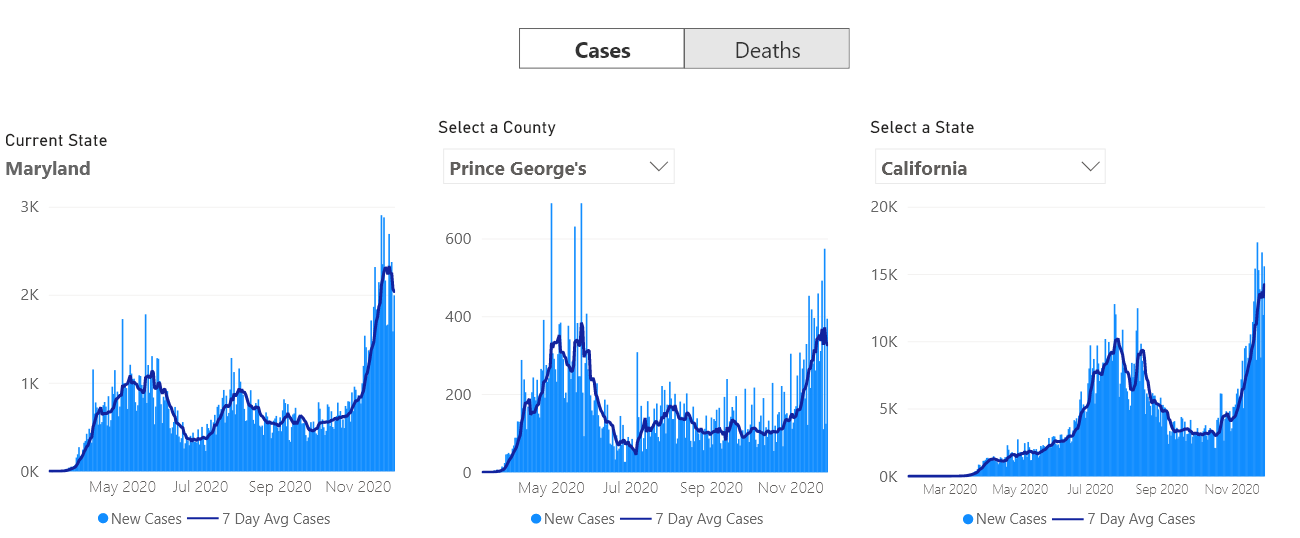 Cases Deaths
Current State
Maryland
3K
2K
1K
0K
May 2020 Jul 2020 Sep 2020 Nov 2020
New Cases 7 Day Avg Cases
Select a County
Prince George's
600
400
200
0
May 2020 Jul 2020 Sep 2020 Nov 2020
New Cases 7 Day Avg Cases
Select a State
California
20K
15K
10K
5K
0K
Mar 2020 May 2020 Jul 2020 Sep 2020 Nov 2020
New Cases 7 Day Avg Cases